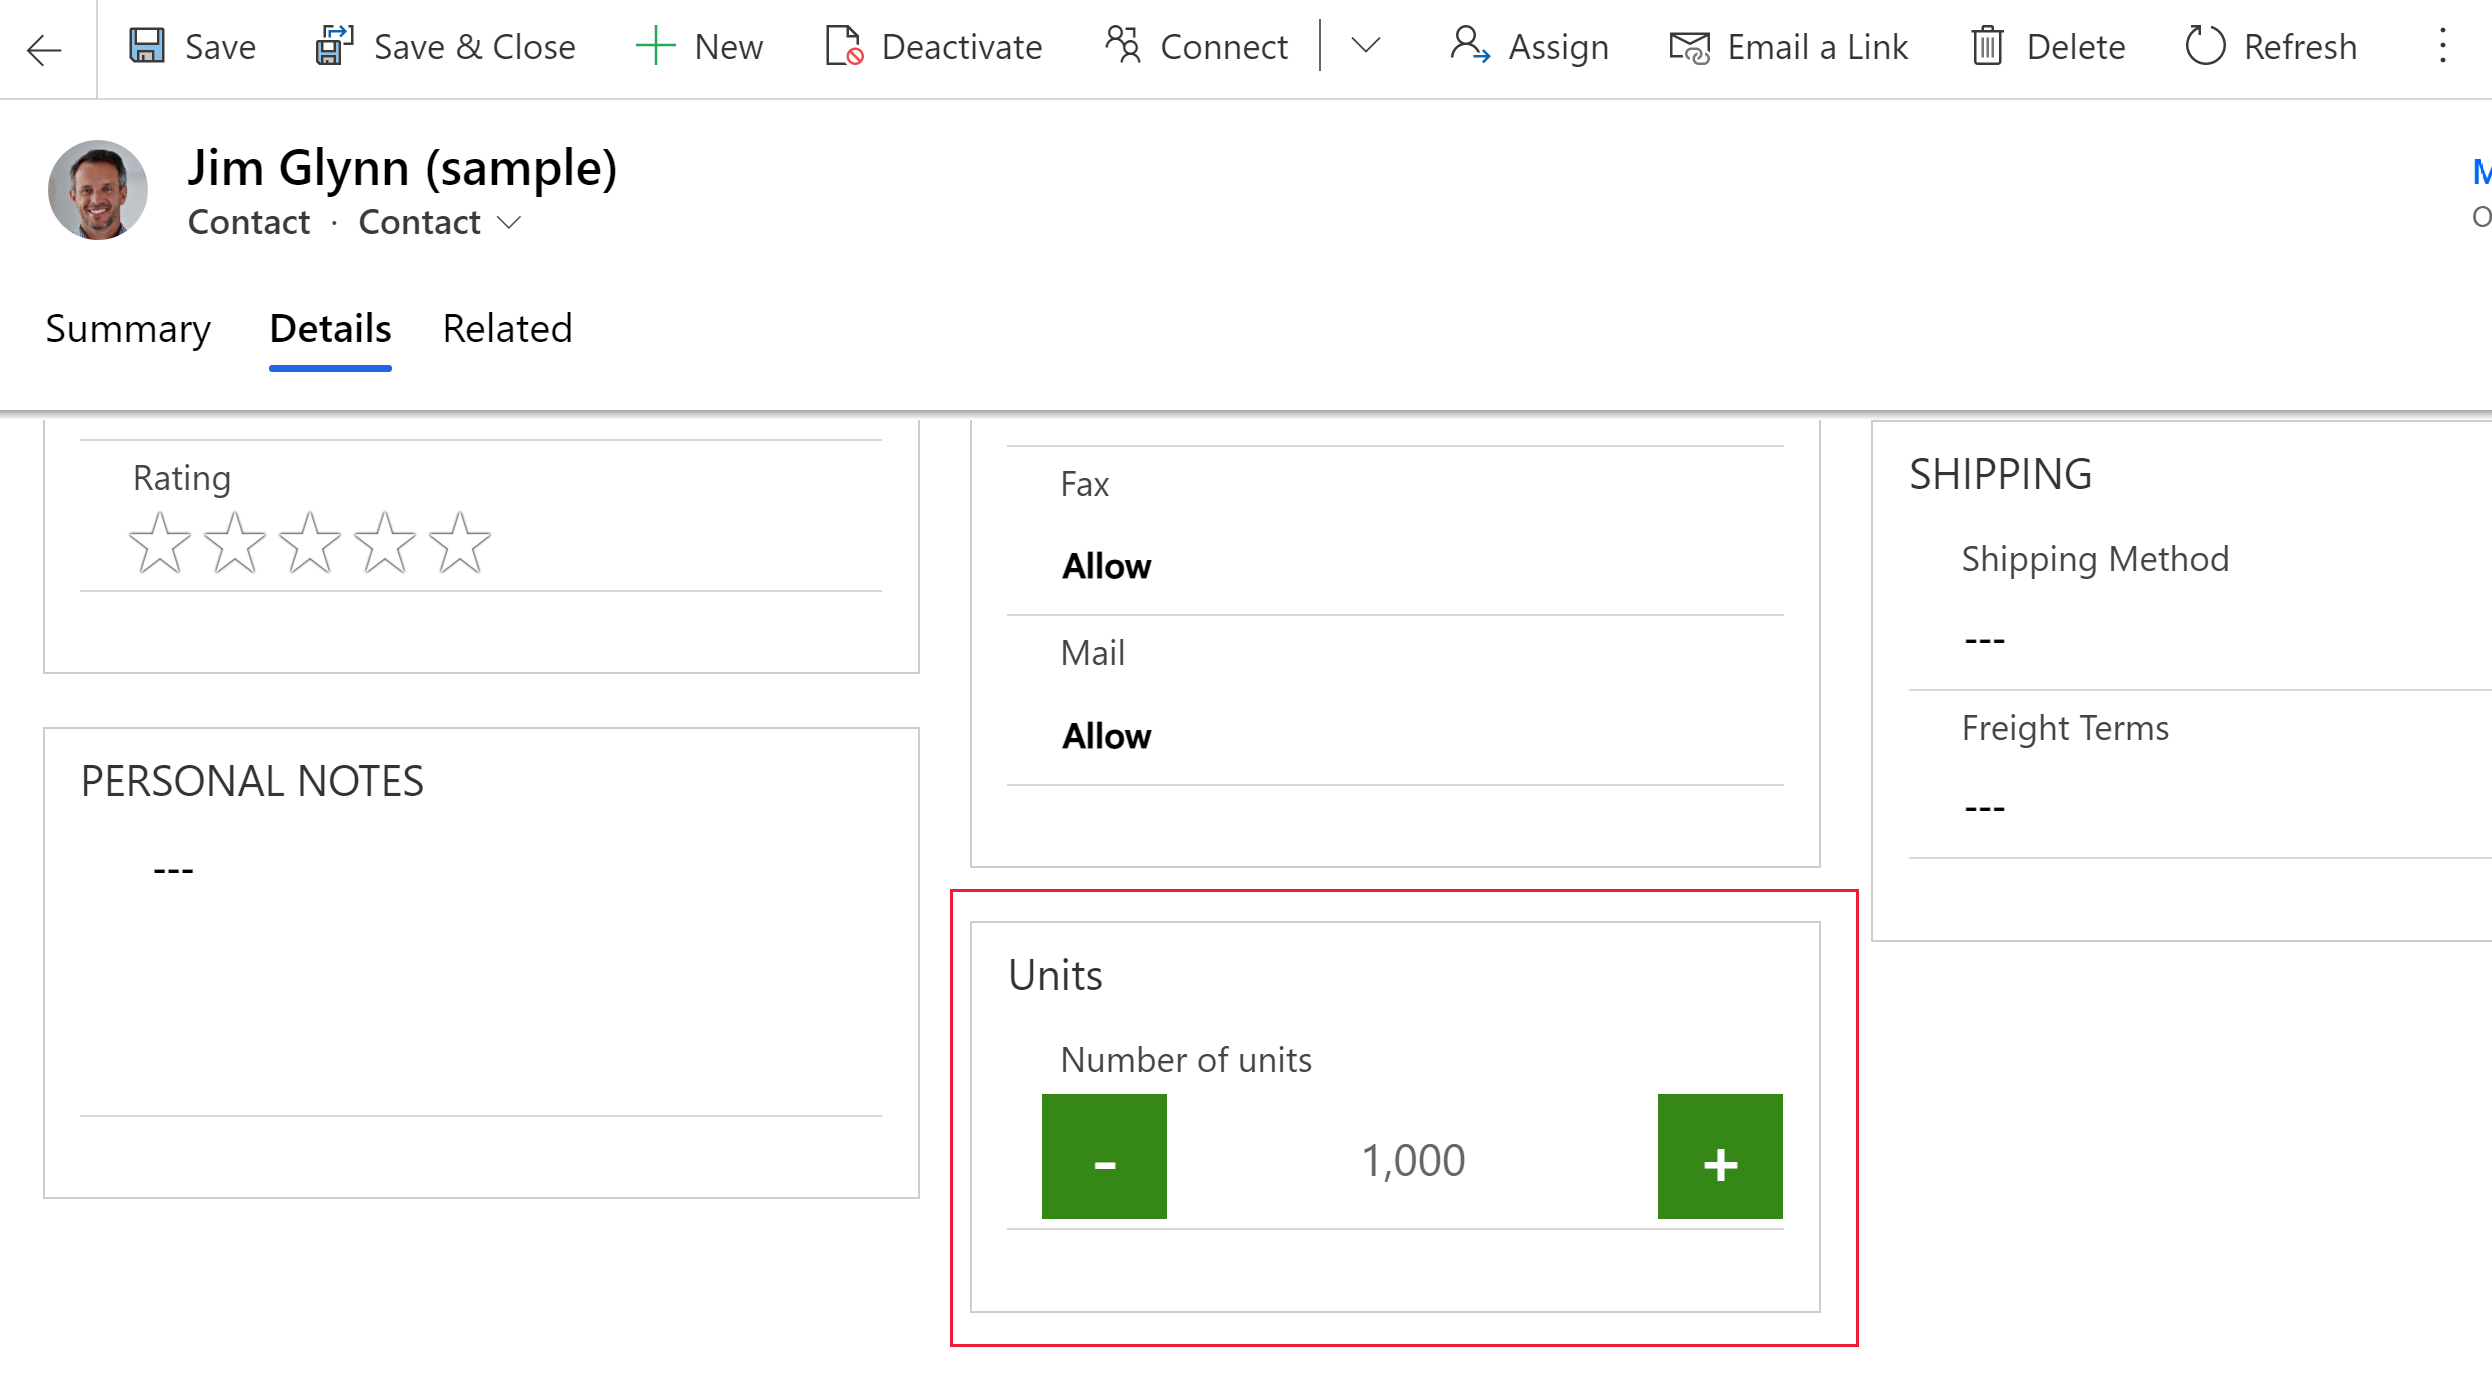 Save
Save & Close
New
Deactivate
Connect
Assign
Email a Link
Delete
Refresh
Jim Glynn (sample)
Contact · Contact
Summary
Details
Related
Rating
PERSONAL NOTES
---
Fax
Allow
Mail
Allow
Units
Number of units
- 1,000 +
SHIPPING
Shipping Method
---
Freight Terms
---